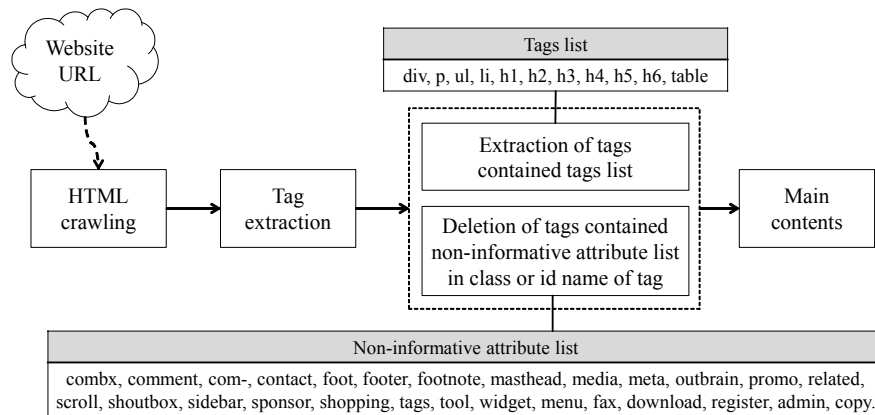 Website
URL
Tags list
div, p, ul, li, h1, h2, h3, h4, h5, h6, table
Extraction of tags
contained tags list
HTML
crawling
Tag
extraction
Deletion of tags contained
non-informative attribute list
in class or id name of tag
Main
contents
Non-informative attribute list
combx, comment, com-, contact, foot, footer, footnote, masthead, media, meta, outbrain, promo, related,
scroll, shoutbox, sidebar, sponsor, shopping, tags, tool, widget, menu, fax, download, register, admin, copy.